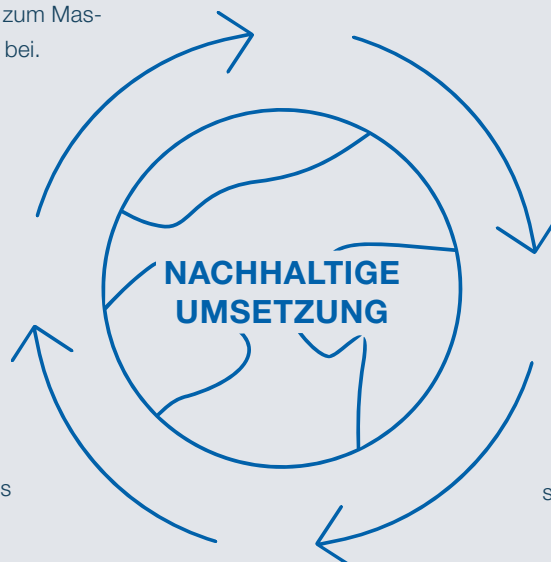 zum Mas-
bei.
NACHHALTIGE
UMSETZUNG
s
s